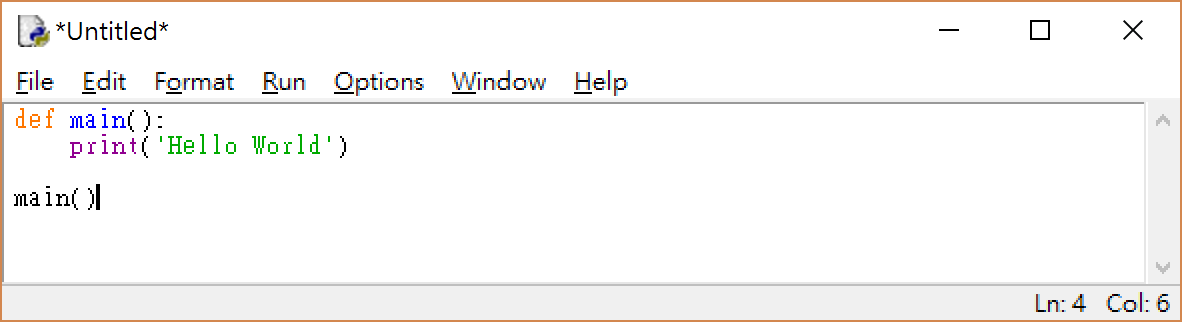 *Untitled*
File Edit Format Run Options Window Help
def main():
    print('Hello World')
main()
Ln: 4 Col: 6